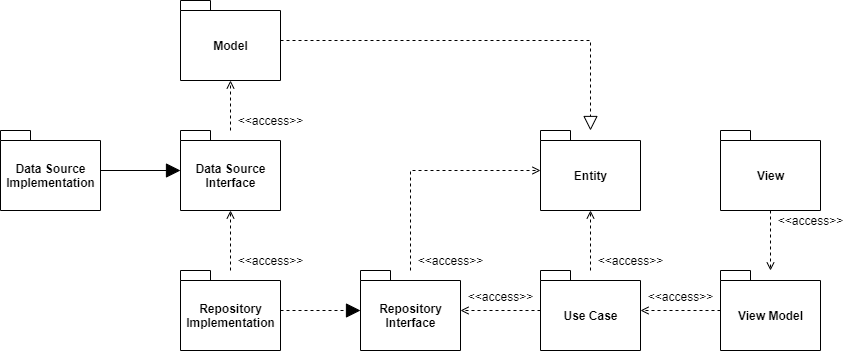 Model
<<access>>
Data Source
Implementation
Data Source
Interface
Entity
View
<<access>>
<<access>>
<<access>>
<<access>>
Repository
Implementation
Repository
Interface
<<access>>
Use Case
<<access>>
View Model